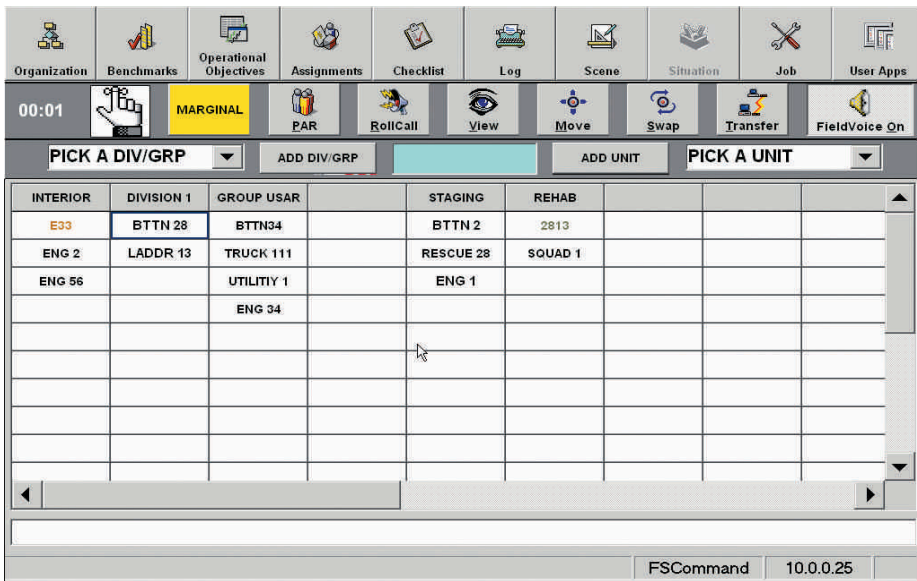 Organization Benchmarks Operational Objectives Assignments Checklist Log Scene Situation Job User Apps
00:01 MARGINAL PAR RollCall View Move Swap Transfer FieldVoice On
PICK A DIV/GRP ADD DIV/GRP ADD UNIT PICK A UNIT
INTERIOR DIVISION 1 GROUP USAR STAGING REHAB
E33 BTTN 28 BTTN34 BTTN 2 2813
ENG 2 LADDR 13 TRUCK 111 RESCUE 28 SQUAD 1
ENG 56 UTILITIY 1 ENG 1
ENG 34
FSCommand 10.0.0.25